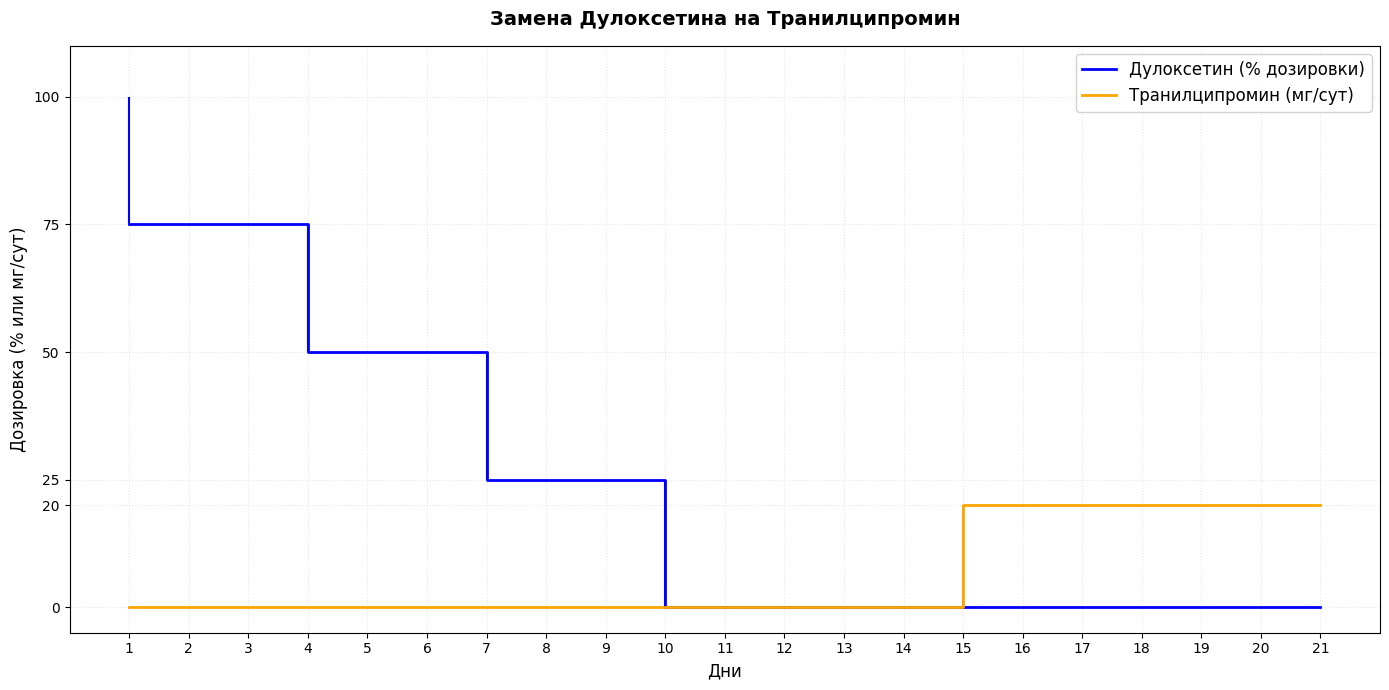 Замена Дулоксетина на Транилципромин
Дулоксетин (% дозировки)
Транилципромин (мг/сут)
Дозировка (% или мг/сут)
100
75
50
25
20
0
1 2 3 4 5 6 7 8 9 10 11 12 13 14 15 16 17 18 19 20 21
Дни